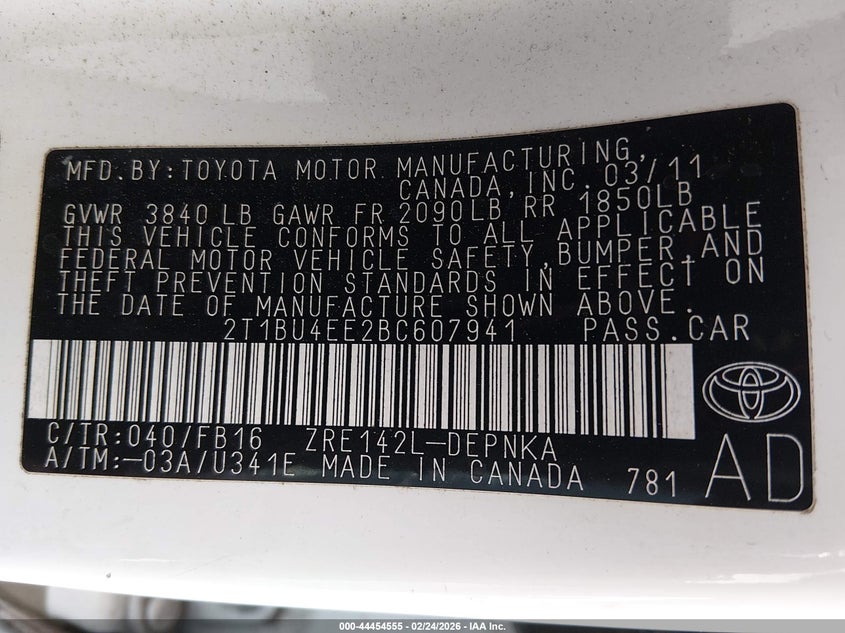 MFD. BY: TOYOTA MOTOR MANUFACTURING,
CANADA, INC. 03/11
GVWR 3840 LB GAWR FR 2090 LB RR 1850LB
THIS VEHICLE CONFORMS TO ALL APPLICABLE
FEDERAL MOTOR VEHICLE SAFETY, BUMPER, AND
THEFT PREVENTION STANDARDS IN EFFECT ON
THE DATE OF MANUFACTURE SHOWN ABOVE.
2T1BU4EE2BC607941 PASS. CAR
C/TR: 040/FB16 ZRE142L-DEPNKA
A/TM:-03A/U341E MADE IN CANADA 781 AD
000-44454555 - 02/24/2026 - IAA Inc.